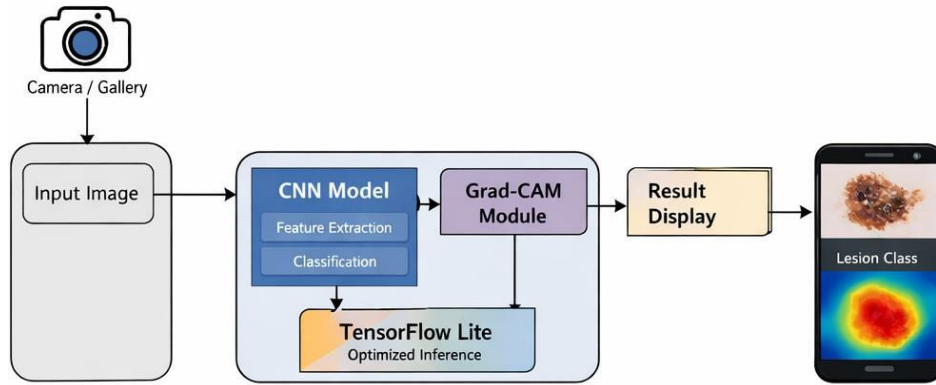 Camera / Gallery
Input Image
CNN Model
Feature Extraction
Classification
Grad-CAM
Module
TensorFlow Lite
Optimized Inference
Result
Display
Lesion Class